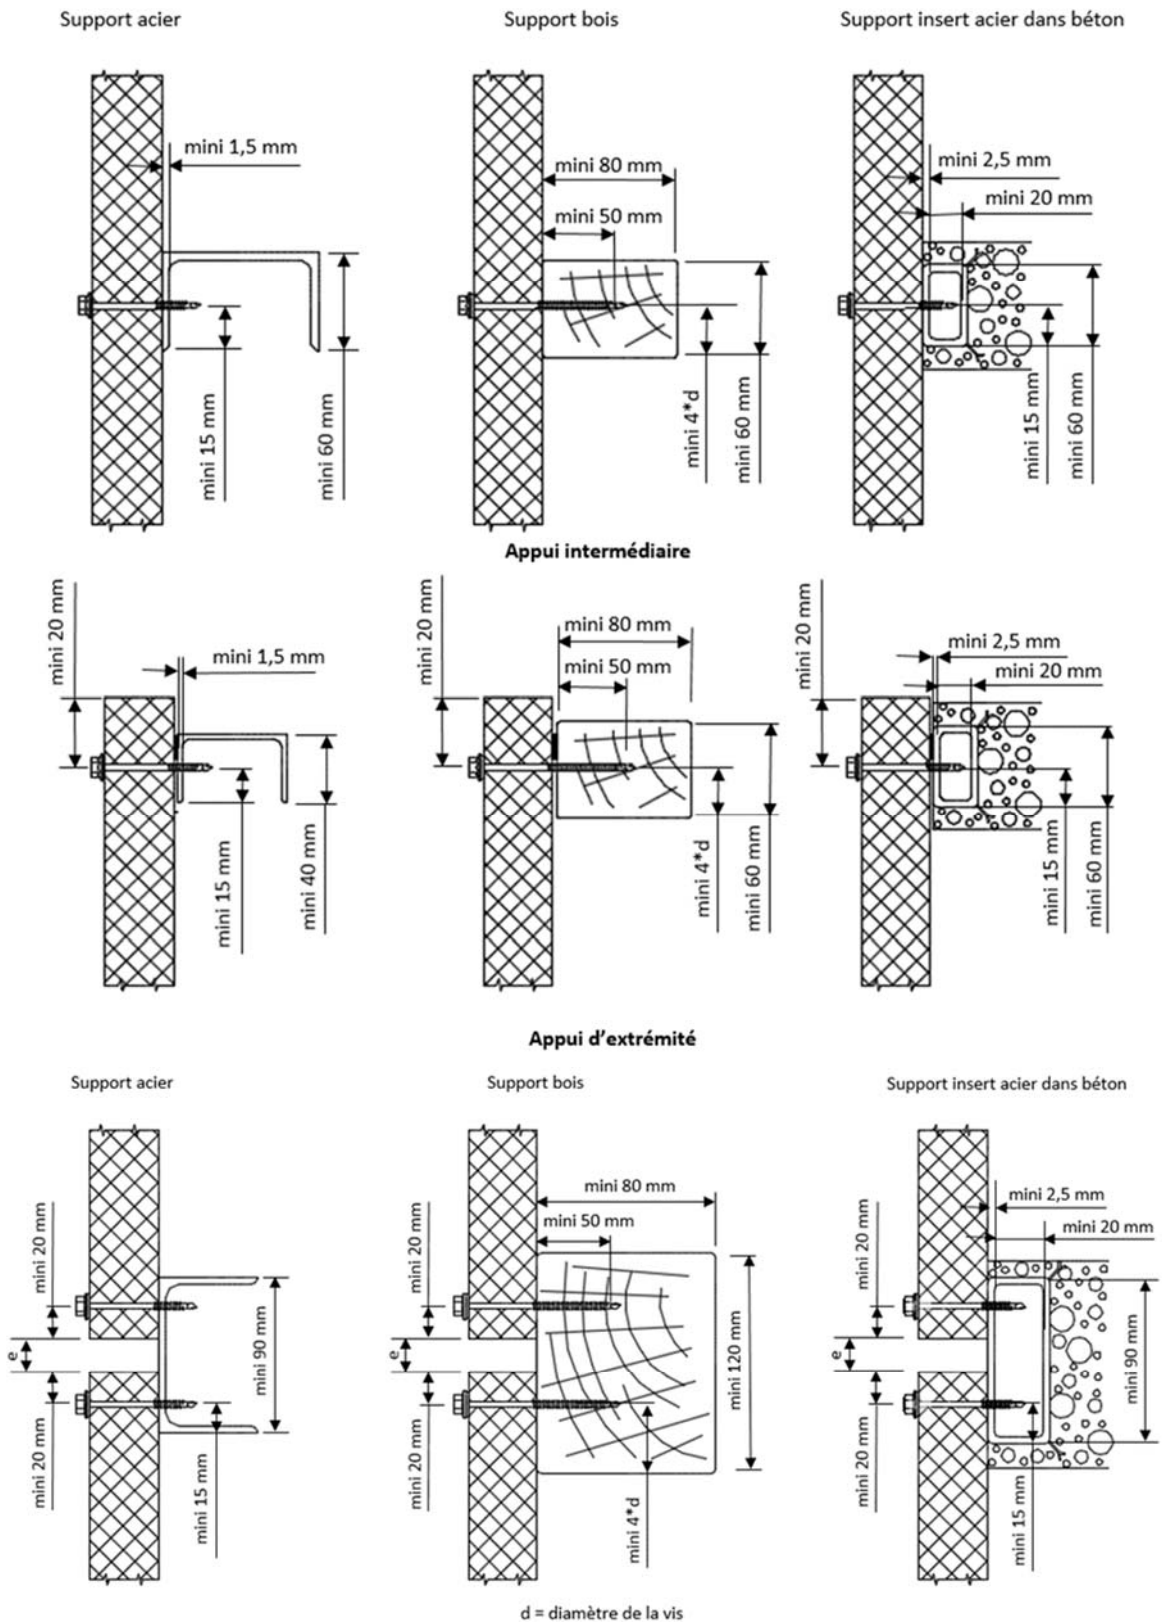 Support acier
Support bois
Support insert acier dans béton
mini 1,5 mm
mini 15 mm
mini 60 mm
mini 80 mm
mini 50 mm
mini 4*d
mini 60 mm
mini 2,5 mm
mini 20 mm
mini 15 mm
mini 60 mm
Appui intermédiaire
mini 20 mm
mini 1,5 mm
mini 15 mm
mini 40 mm
mini 20 mm
mini 80 mm
mini 50 mm
mini 4*d
mini 60 mm
mini 20 mm
mini 2,5 mm
mini 20 mm
mini 15 mm
mini 60 mm
Appui d'extrémité
Support acier
Support bois
Support insert acier dans béton
mini 20 mm
e
mini 20 mm
mini 90 mm
mini 15 mm
mini 20 mm
e
mini 20 mm
mini 80 mm
mini 50 mm
mini 120 mm
mini 4*d
mini 20 mm
e
mini 20 mm
mini 2,5 mm
mini 20 mm
mini 90 mm
mini 15 mm
d = diamètre de la vis